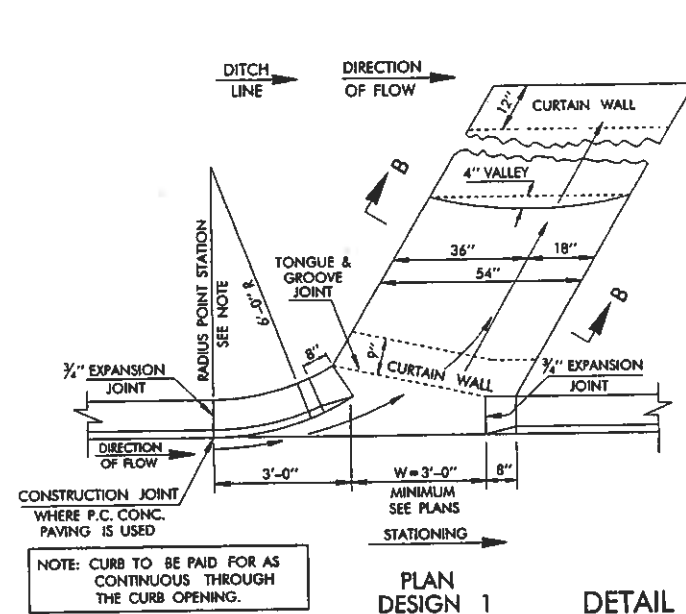 DITCH
LINE
DIRECTION
OF FLOW
12"
CURTAIN WALL
B
4" VALLEY
RADIUS POINT STATION
SEE NOTE
6'-0" R
TONGUE &
GROOVE
JOINT
36"
18"
54"
B
8"
9"
CURTAIN WALL
3/4" EXPANSION
JOINT
3/4" EXPANSION
JOINT
DIRECTION
OF FLOW
3'-0"
W = 3'-0"
MINIMUM
SEE PLANS
8"
CONSTRUCTION JOINT
WHERE P.C. CONC.
PAVING IS USED
STATIONING
NOTE: CURB TO BE PAID FOR AS
CONTINUOUS THROUGH
THE CURB OPENING.
PLAN
DESIGN 1
DETAIL